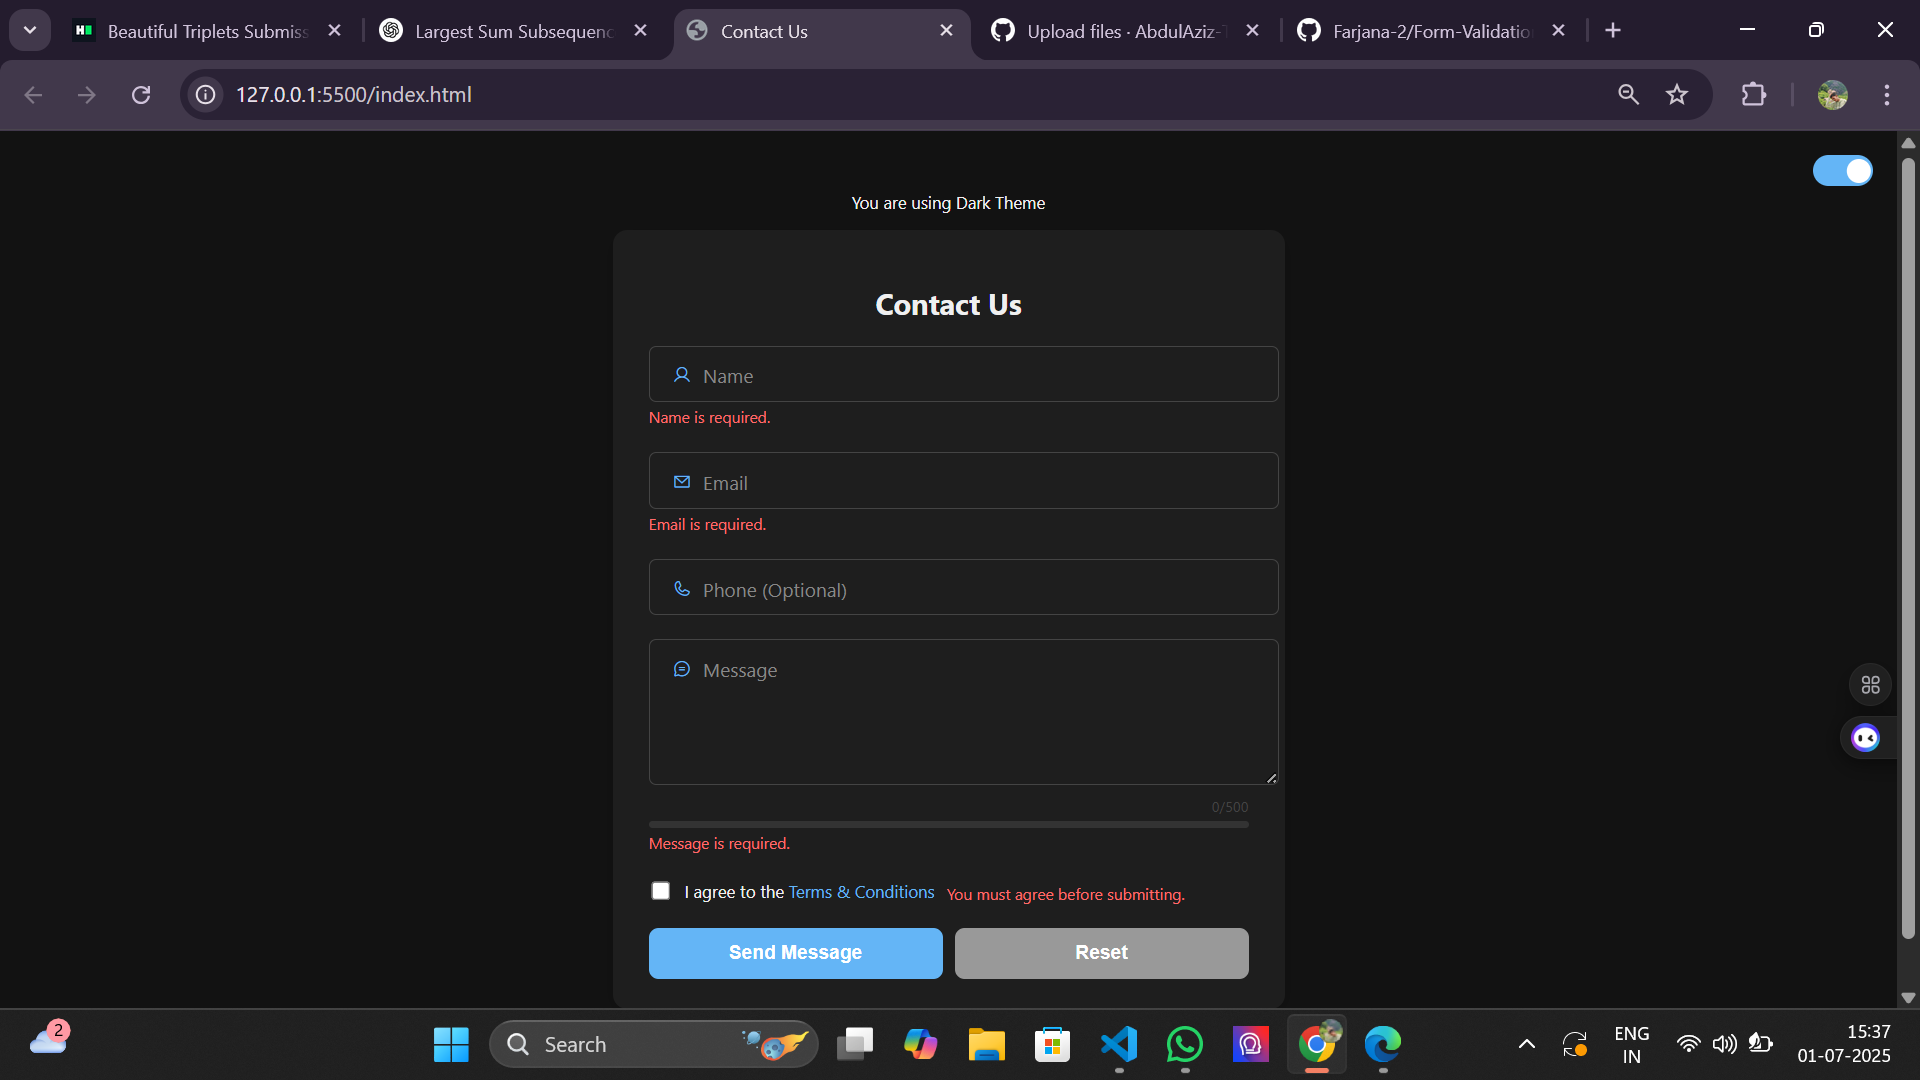 Beautiful Triplets Submiss
Largest Sum Subsequenc
Contact Us
Upload files · AbdulAziz-T
Farjana-2/Form-Validatio
127.0.0.1:5500/index.html
You are using Dark Theme
Contact Us
Name
Name is required.
Email
Email is required.
Phone (Optional)
Message
0/500
Message is required.
I agree to the Terms & Conditions You must agree before submitting.
Send Message
Reset
2
Search
ENG
IN
15:37
01-07-2025